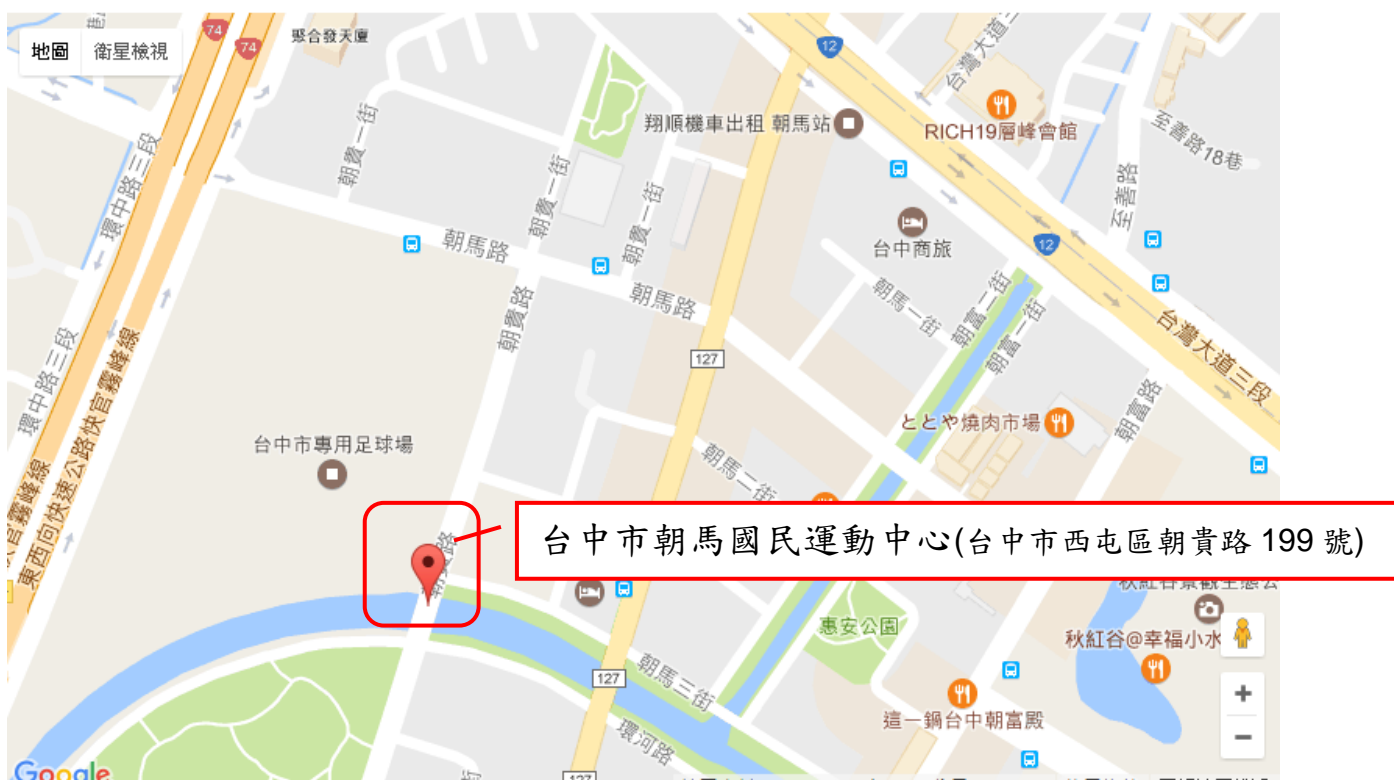 74
74
聚合發天廈
12
台灣大道三
地圖
衛星檢視
翔順機車出租 朝馬站
RICH19層峰會館
至善路18巷
環中路三段
朝貴一街
朝貴一街
朝貴一街
至善路
台中商旅
朝馬路
12
朝馬路
朝馬一街
朝富一街
朝富一街
朝貴路
台灣大道三段
127
環中路三段
東西向快速公路快官霧峰線
官霧峰線
朝富路
ととや燒肉市場
台中市專用足球場
朝馬二街
台中市朝馬國民運動中心(台中市西屯區朝貴路 199 號)
惠安公園
秋紅谷@幸福小水
朝馬三街
127
這一鍋台中朝富殿
環河路
+
−
Google
127